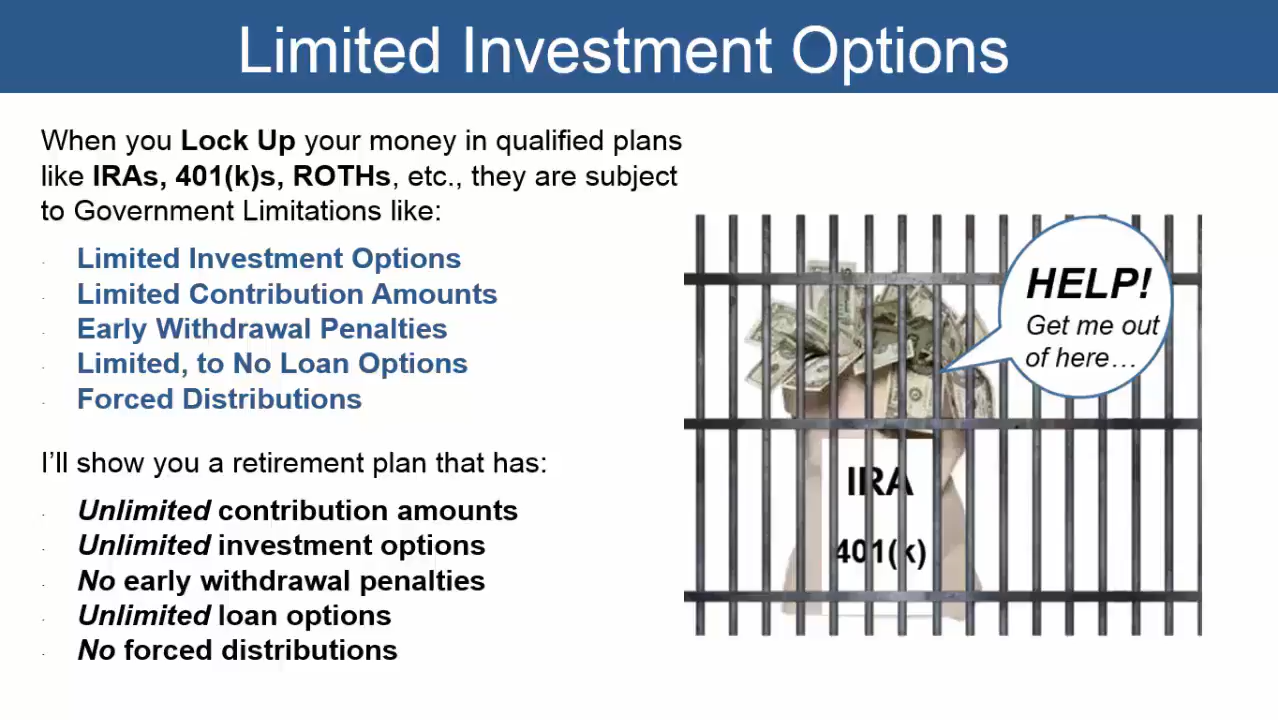 Limited Investment Options
When you Lock Up your money in qualified plans
like IRAs, 401(k)s, ROTHs, etc., they are subject
to Government Limitations like:
· Limited Investment Options
· Limited Contribution Amounts
· Early Withdrawal Penalties
· Limited, to No Loan Options
· Forced Distributions
I’ll show you a retirement plan that has:
· Unlimited contribution amounts
· Unlimited investment options
· No early withdrawal penalties
· Unlimited loan options
· No forced distributions
HELP!
Get me out
of here…
IRA
401(k)